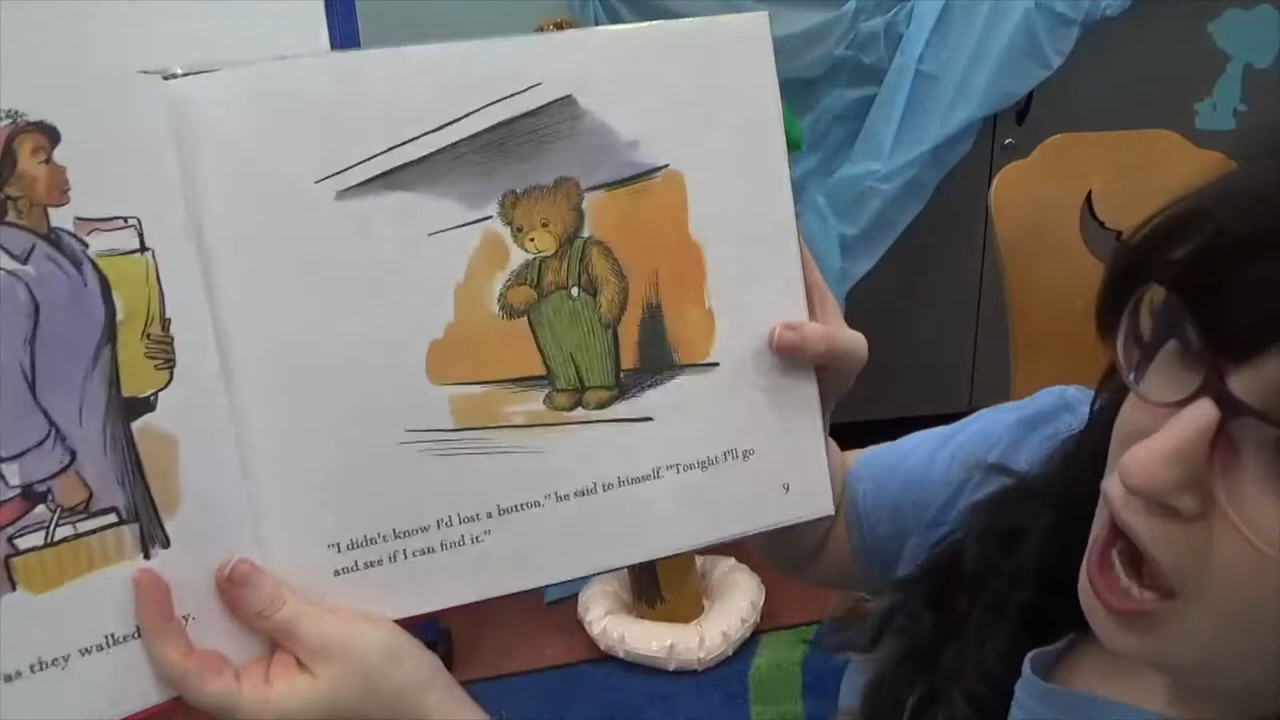 as they walked
"I didn't know I'd lost a button," he said to himself. "Tonight I'll go
and see if I can find it."
9